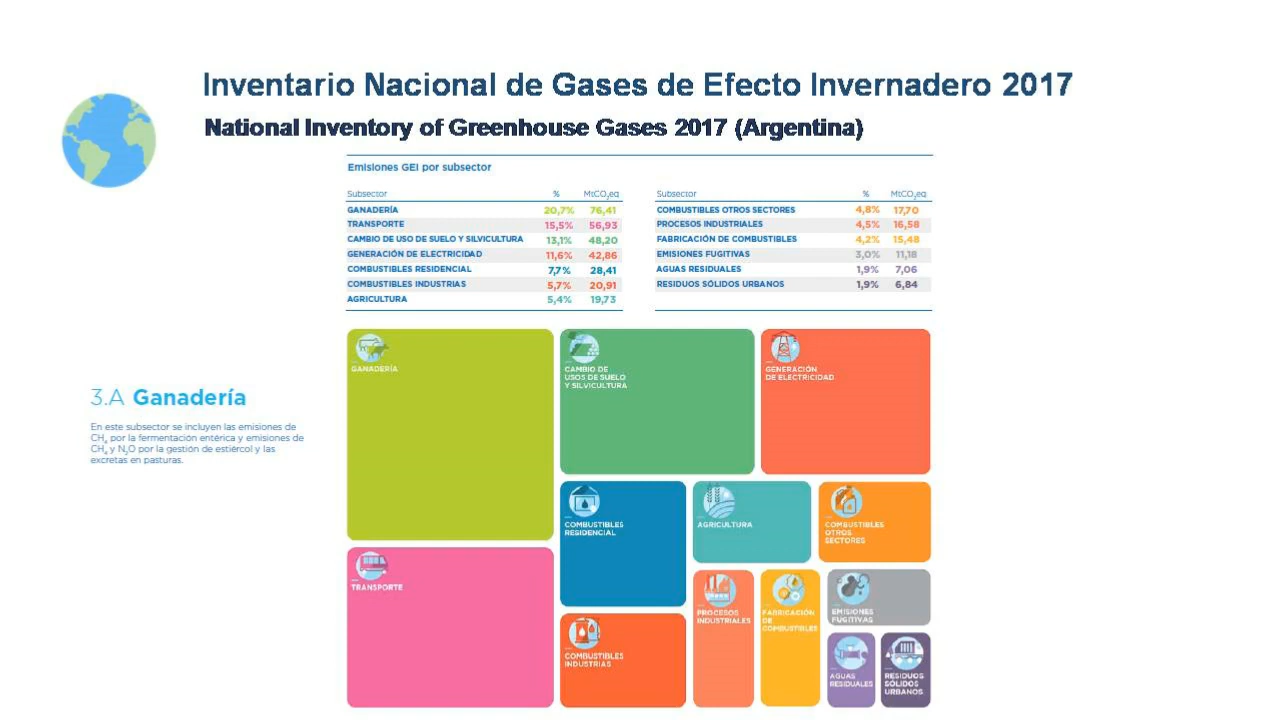 Inventario Nacional de Gases de Efecto Invernadero 2017
National Inventory of Greenhouse Gases 2017 (Argentina)
Emisiones GEI por subsector
Subsector % MtCO₂eq
GANADERÍA 20,7% 76,41
TRANSPORTE 15,5% 56,93
CAMBIO DE USO DE SUELO Y SILVICULTURA 13,1% 48,20
GENERACIÓN DE ELECTRICIDAD 11,6% 42,86
COMBUSTIBLES RESIDENCIAL 7,7% 28,41
COMBUSTIBLES INDUSTRIAS 5,7% 20,91
AGRICULTURA 5,4% 19,73
Subsector % MtCO₂eq
COMBUSTIBLES OTROS SECTORES 4,8% 17,70
PROCESOS INDUSTRIALES 4,5% 16,58
FABRICACIÓN DE COMBUSTIBLES 4,2% 15,48
EMISIONES FUGITIVAS 3,0% 11,18
AGUAS RESIDUALES 1,9% 7,06
RESIDUOS SÓLIDOS URBANOS 1,9% 6,84
3.A Ganadería
En este subsector se incluyen las emisiones de
CH₄ por la fermentación entérica y emisiones de
CH₄ y N₂O por la gestión de estiércol y las
excretas en pasturas.
GANADERÍA
CAMBIO DE
USOS DE SUELO
Y SILVICULTURA
GENERACIÓN
DE ELECTRICIDAD
COMBUSTIBLES
RESIDENCIAL
AGRICULTURA
COMBUSTIBLES
OTROS
SECTORES
TRANSPORTE
COMBUSTIBLES
INDUSTRIAS
PROCESOS
INDUSTRIALES
FABRICACIÓN
DE
COMBUSTIBLES
EMISIONES
FUGITIVAS
AGUAS
RESIDUALES
RESIDUOS
SÓLIDOS
URBANOS